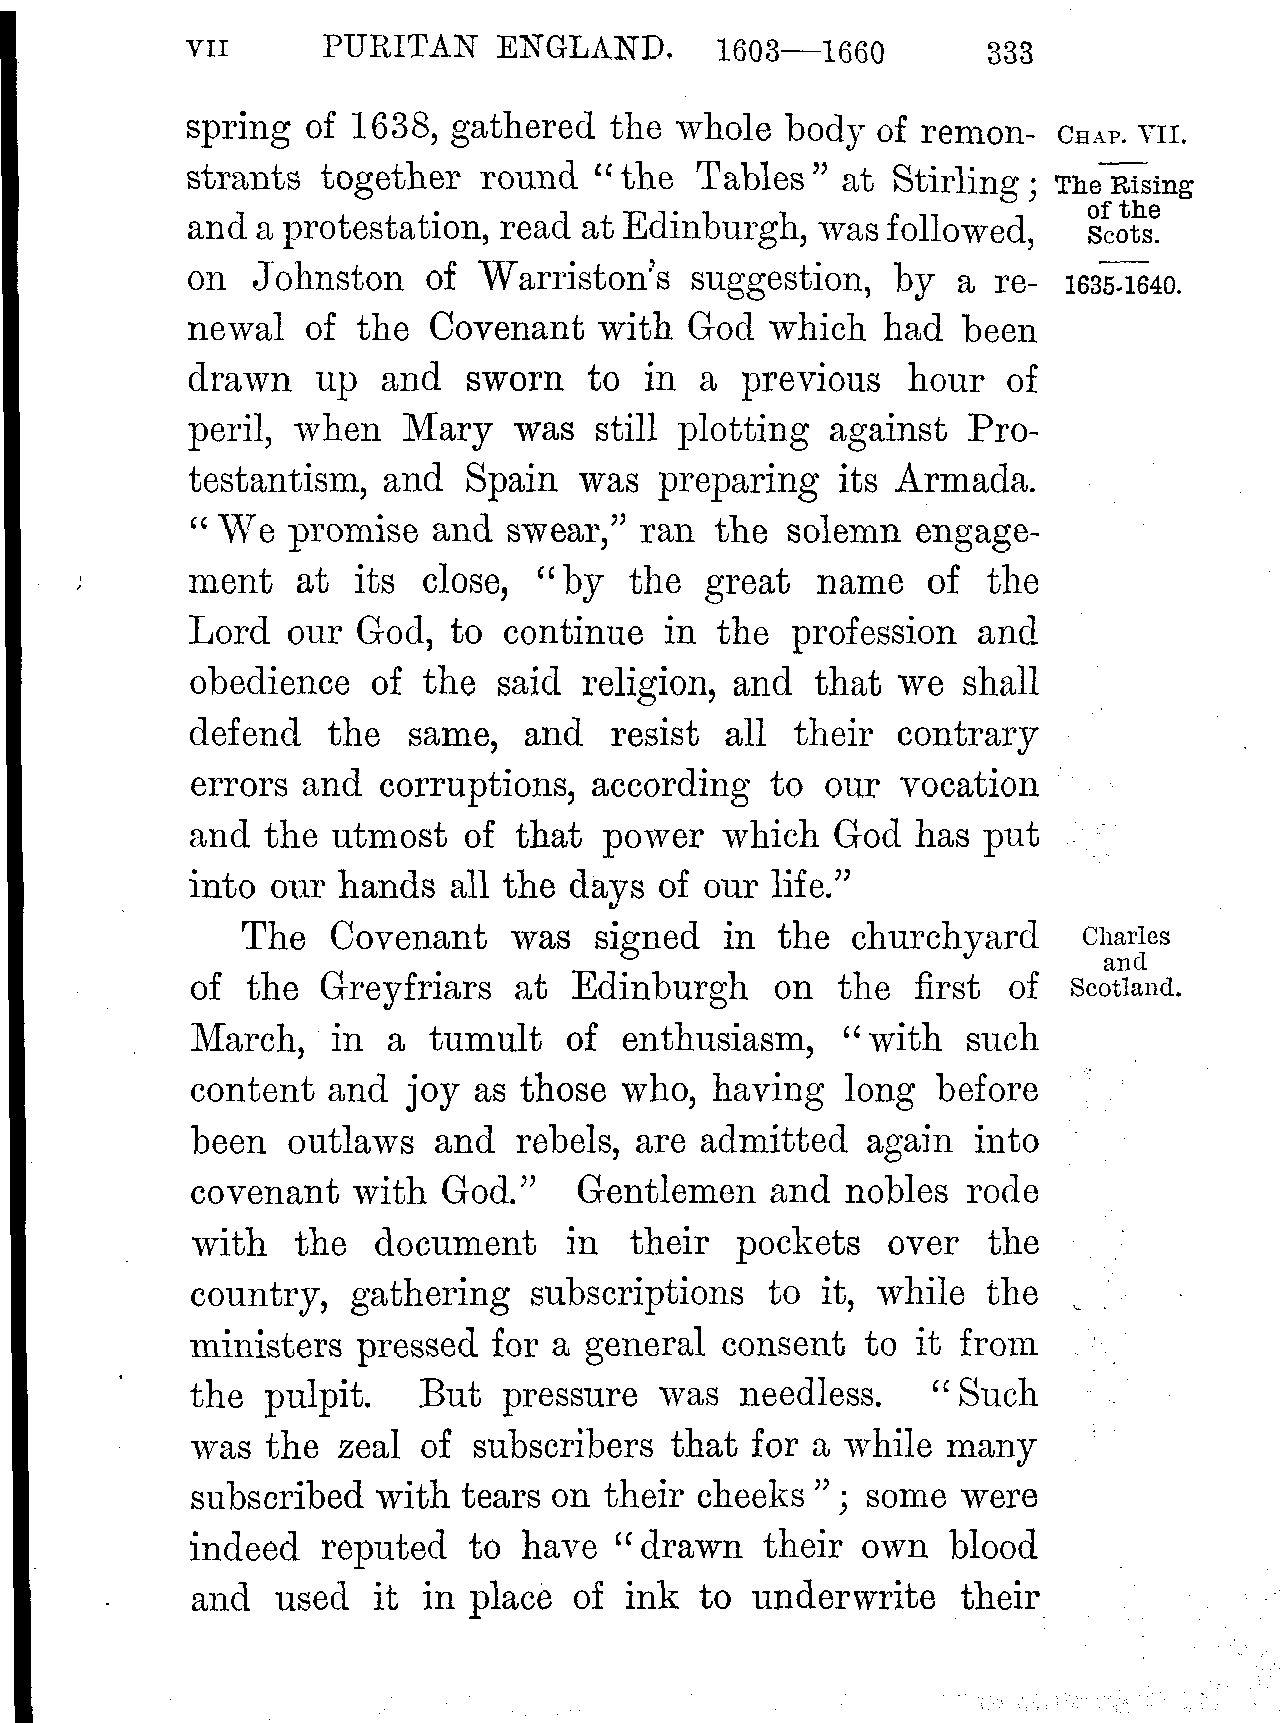 VII PURITAN ENGLAND. 1603—1660 333
spring of 1638, gathered the whole body of remon-
strants together round “the Tables” at Stirling;
and a protestation, read at Edinburgh, was followed,
on Johnston of Warriston's suggestion, by a re-
newal of the Covenant with God which had been
drawn up and sworn to in a previous hour of
peril, when Mary was still plotting against Pro-
testantism, and Spain was preparing its Armada.
“We promise and swear,” ran the solemn engage-
ment at its close, “by the great name of the
Lord our God, to continue in the profession and
obedience of the said religion, and that we shall
defend the same, and resist all their contrary
errors and corruptions, according to our vocation
and the utmost of that power which God has put
into our hands all the days of our life.”
The Covenant was signed in the churchyard
of the Greyfriars at Edinburgh on the first of
March, in a tumult of enthusiasm, “with such
content and joy as those who, having long before
been outlaws and rebels, are admitted again into
covenant with God.” Gentlemen and nobles rode
with the document in their pockets over the
country, gathering subscriptions to it, while the
ministers pressed for a general consent to it from
the pulpit. But pressure was needless. “Such
was the zeal of subscribers that for a while many
subscribed with tears on their cheeks”; some were
indeed reputed to have “drawn their own blood
and used it in place of ink to underwrite their
CHAP. VII.
The Rising
of the
Scots.
1635-1640.
Charles
and
Scotland.